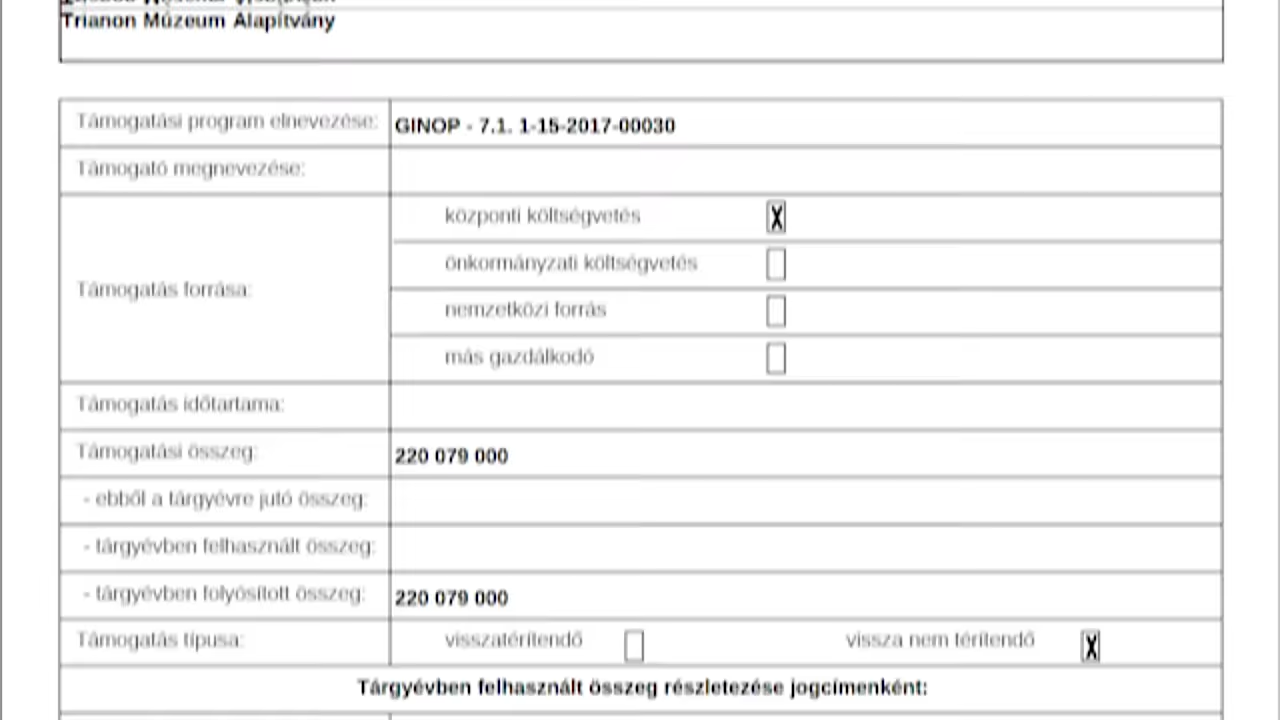 Trianon Múzeum Alapítvány
Támogatási program elnevezése: GINOP - 7.1. 1-15-2017-00030
Támogató megnevezése:
központi költségvetés X
önkormányzati költségvetés
Támogatás forrása:
nemzetközi forrás
más gazdálkodó
Támogatás időtartama:
Támogatási összeg: 220 079 000
- ebből a tárgyévre jutó összeg:
- tárgyévben felhasznált összeg:
- tárgyévben folyósított összeg: 220 079 000
Támogatás típusa: visszatérítendő vissza nem térítendő X
Tárgyévben felhasznált összeg részletezése jogcímenként: